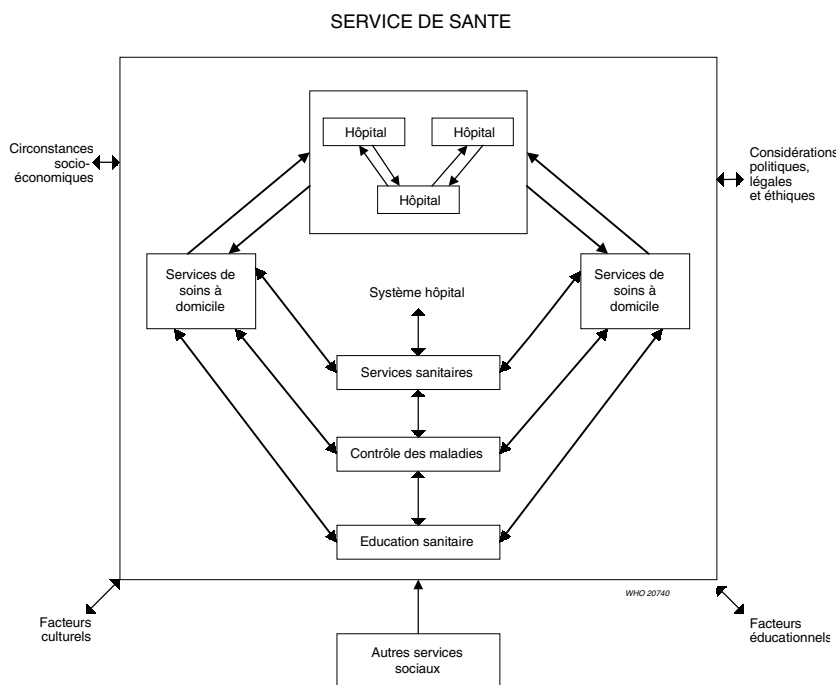 SERVICE DE SANTE
Hôpital
Hôpital
Hôpital
Circonstances
socio-
économiques
Considérations
politiques,
légales
et éthiques
Services de
soins à
domicile
Système hôpital
Services de
soins à
domicile
Services sanitaires
Contrôle des maladies
Education sanitaire
WHO 20740
Facteurs
culturels
Autres services
sociaux
Facteurs
éducationnels